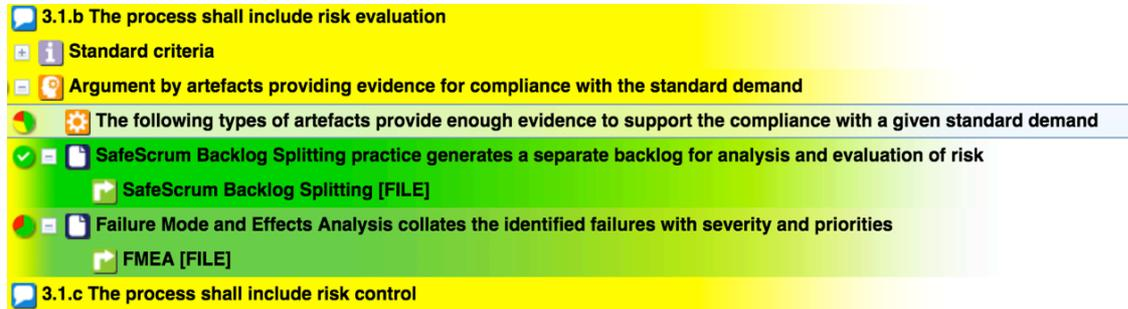 3.1.b The process shall include risk evaluation
Standard criteria
Argument by artefacts providing evidence for compliance with the standard demand
The following types of artefacts provide enough evidence to support the compliance with a given standard demand
SafeScrum Backlog Splitting practice generates a separate backlog for analysis and evaluation of risk
SafeScrum Backlog Splitting [FILE]
Failure Mode and Effects Analysis collates the identified failures with severity and priorities
FMEA [FILE]
3.1.c The process shall include risk control